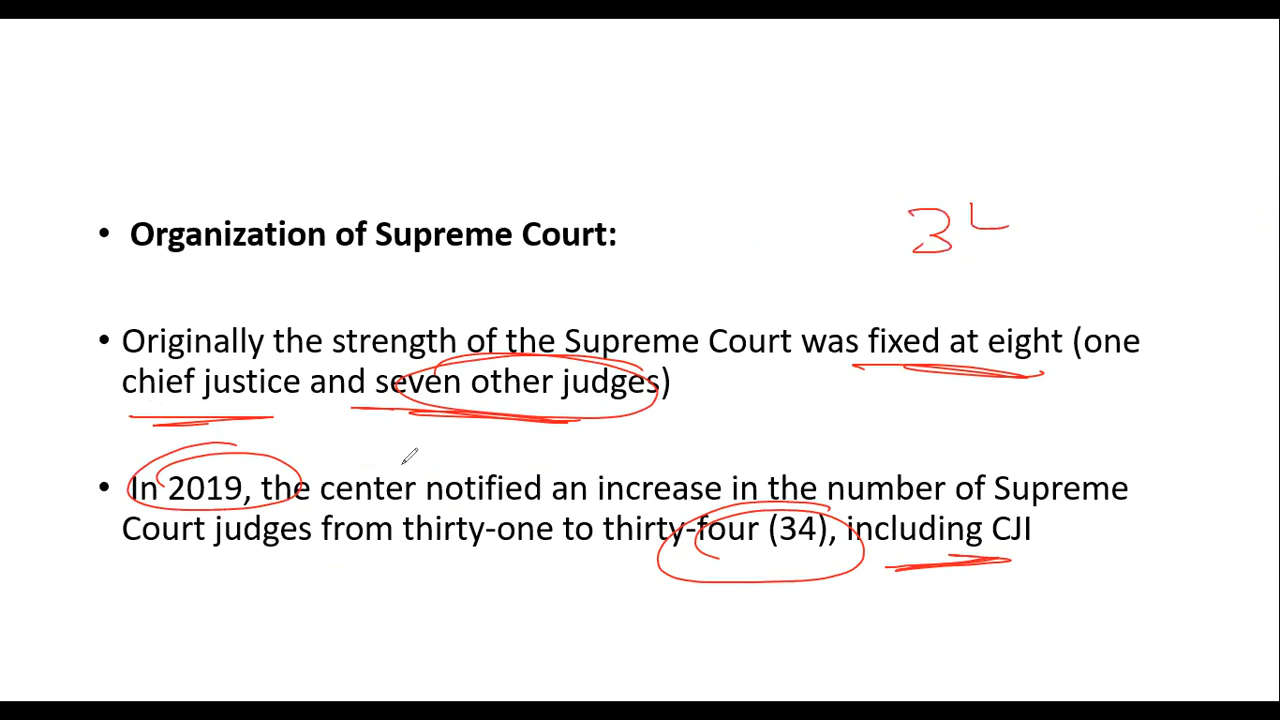 • Organization of Supreme Court:
3
• Originally the strength of the Supreme Court was fixed at eight (one
chief justice and seven other judges)
• In 2019, the center notified an increase in the number of Supreme
Court judges from thirty-one to thirty-four (34), including CJI